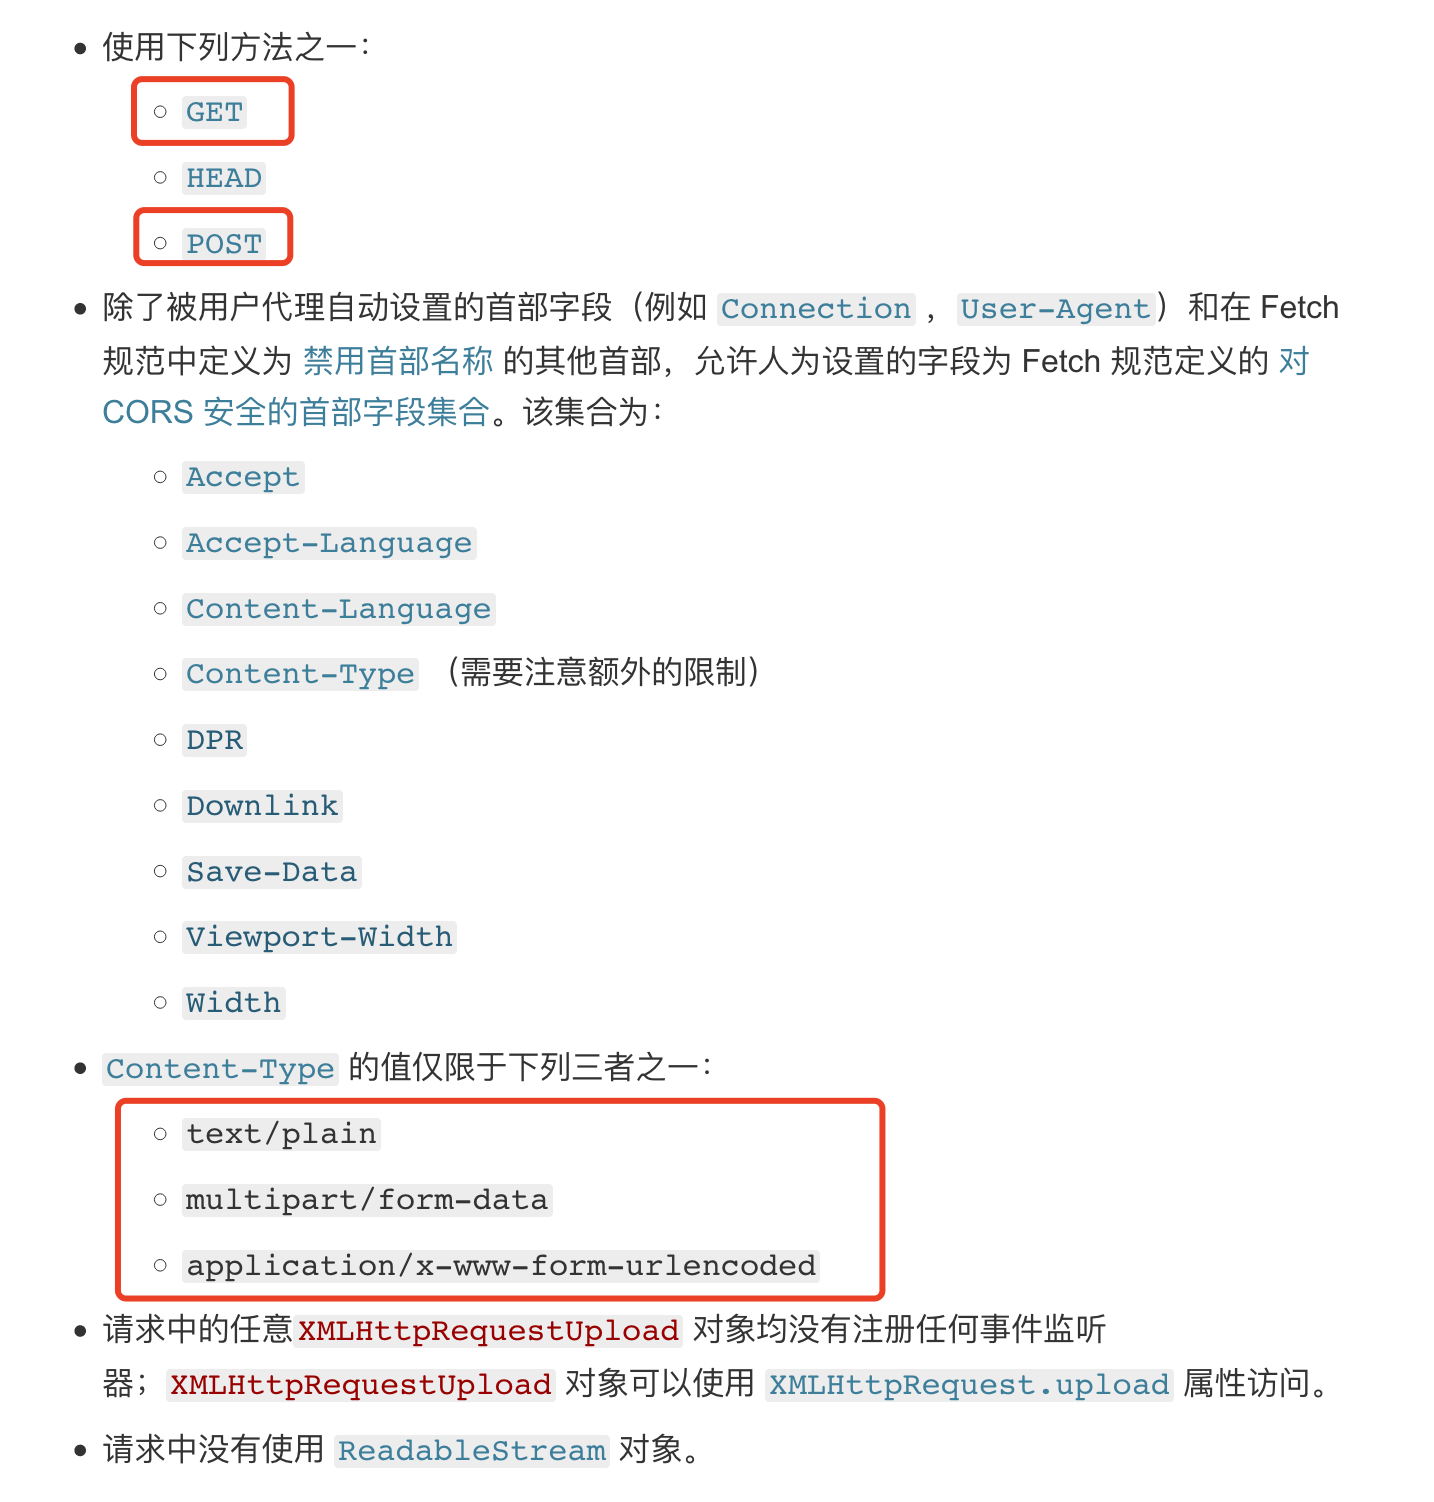 使用下列方法之一：
GET
HEAD
POST
除了被用户代理自动设置的首部字段（例如 Connection ，User-Agent）和在 Fetch
规范中定义为 禁用首部名称 的其他首部，允许人为设置的字段为 Fetch 规范定义的 对
CORS 安全的首部字段集合。该集合为：
Accept
Accept-Language
Content-Language
Content-Type （需要注意额外的限制）
DPR
Downlink
Save-Data
Viewport-Width
Width
Content-Type 的值仅限于下列三者之一：
text/plain
multipart/form-data
application/x-www-form-urlencoded
请求中的任意XMLHttpRequestUpload 对象均没有注册任何事件监听
器；XMLHttpRequestUpload 对象可以使用 XMLHttpRequest.upload 属性访问。
请求中没有使用 ReadableStream 对象。